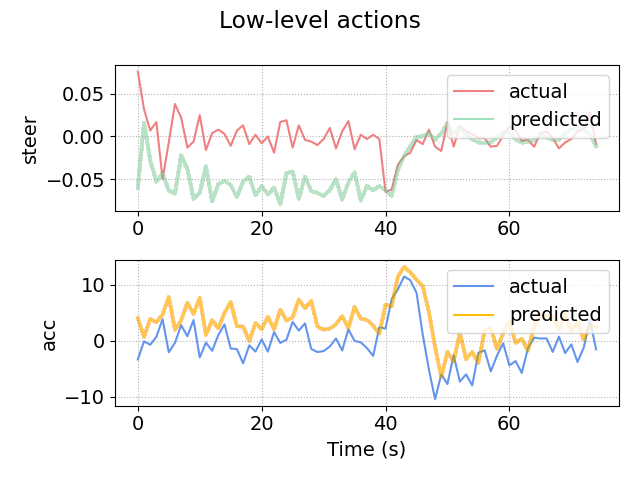 Low-level actions
steer
0.05
0.00
−0.05
actual
predicted
0
20
40
60
acc
10
0
−10
actual
predicted
0
20
40
60
Time (s)